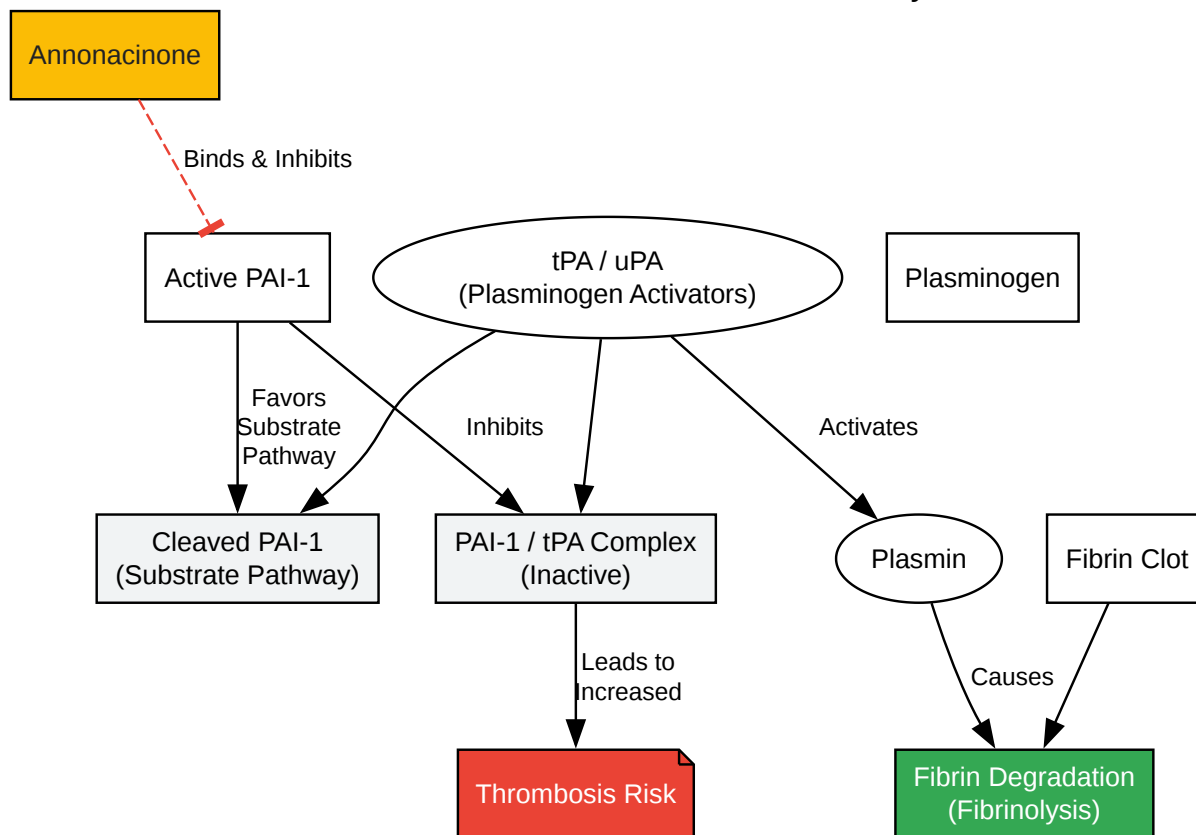 Annonacinone
Binds & Inhibits
Active PAI-1
tPA / uPA
(Plasminogen Activators)
Plasminogen
Favors
Substrate
Pathway
Inhibits
Activates
Cleaved PAI-1
(Substrate Pathway)
PAI-1 / tPA Complex
(Inactive)
Plasmin
Fibrin Clot
Leads to
Increased
Causes
Thrombosis Risk
Fibrin Degradation
(Fibrinolysis)